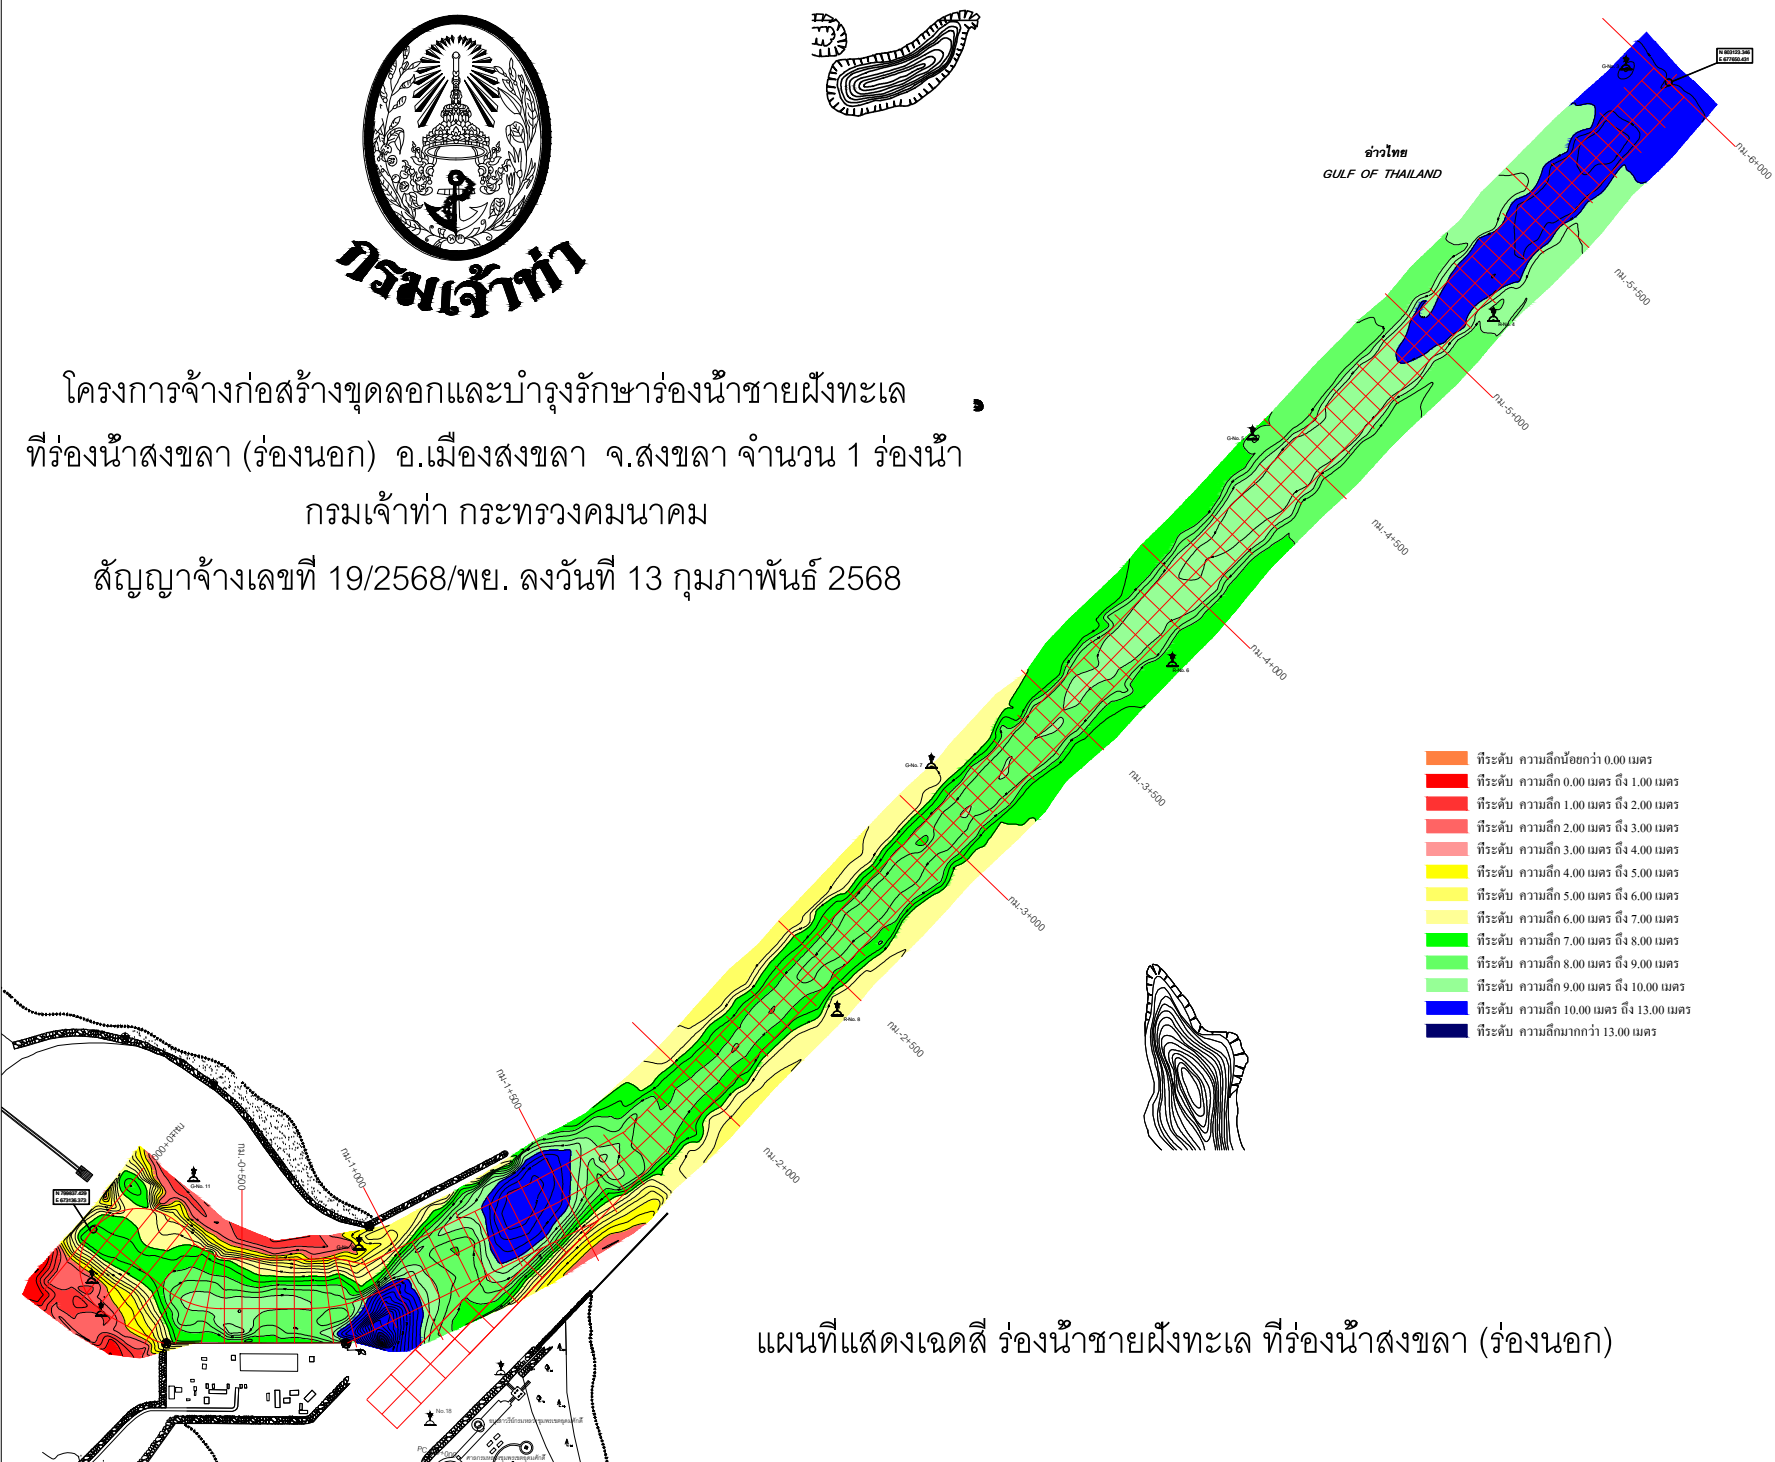 กรมเจ้าท่า
โครงการจ้างก่อสร้างขุดลอกและบำรุงรักษาร่องน้ำชายฝั่งทะเล
ที่ร่องน้ำสงขลา (ร่องนอก) อ.เมืองสงขลา จ.สงขลา จำนวน 1 ร่องน้ำ
กรมเจ้าท่า กระทรวงคมนาคม
สัญญาจ้างเลขที่ 19/2568/พย. ลงวันที่ 13 กุมภาพันธ์ 2568
อ่าวไทย
GULF OF THAILAND
N 803123.346
E 677650.431
กม.-6+000
กม.-5+500
กม.-5+000
กม.-4+500
กม.-4+000
กม.-3+500
กม.-3+000
กม.-2+500
กม.-2+000
กม.-1+500
กม.-1+000
กม.-0+500
กม.+0+000
R-No. 4
G-No. 5
R-No. 6
G-No. 7
R-No. 8
G-No. 11
No.18
ที่ระดับ ความลึกน้อยกว่า 0.00 เมตร
ที่ระดับ ความลึก 0.00 เมตร ถึง 1.00 เมตร
ที่ระดับ ความลึก 1.00 เมตร ถึง 2.00 เมตร
ที่ระดับ ความลึก 2.00 เมตร ถึง 3.00 เมตร
ที่ระดับ ความลึก 3.00 เมตร ถึง 4.00 เมตร
ที่ระดับ ความลึก 4.00 เมตร ถึง 5.00 เมตร
ที่ระดับ ความลึก 5.00 เมตร ถึง 6.00 เมตร
ที่ระดับ ความลึก 6.00 เมตร ถึง 7.00 เมตร
ที่ระดับ ความลึก 7.00 เมตร ถึง 8.00 เมตร
ที่ระดับ ความลึก 8.00 เมตร ถึง 9.00 เมตร
ที่ระดับ ความลึก 9.00 เมตร ถึง 10.00 เมตร
ที่ระดับ ความลึก 10.00 เมตร ถึง 13.00 เมตร
ที่ระดับ ความลึกมากกว่า 13.00 เมตร
แผนที่แสดงเฉดสี ร่องน้ำชายฝั่งทะเล ที่ร่องน้ำสงขลา (ร่องนอก)